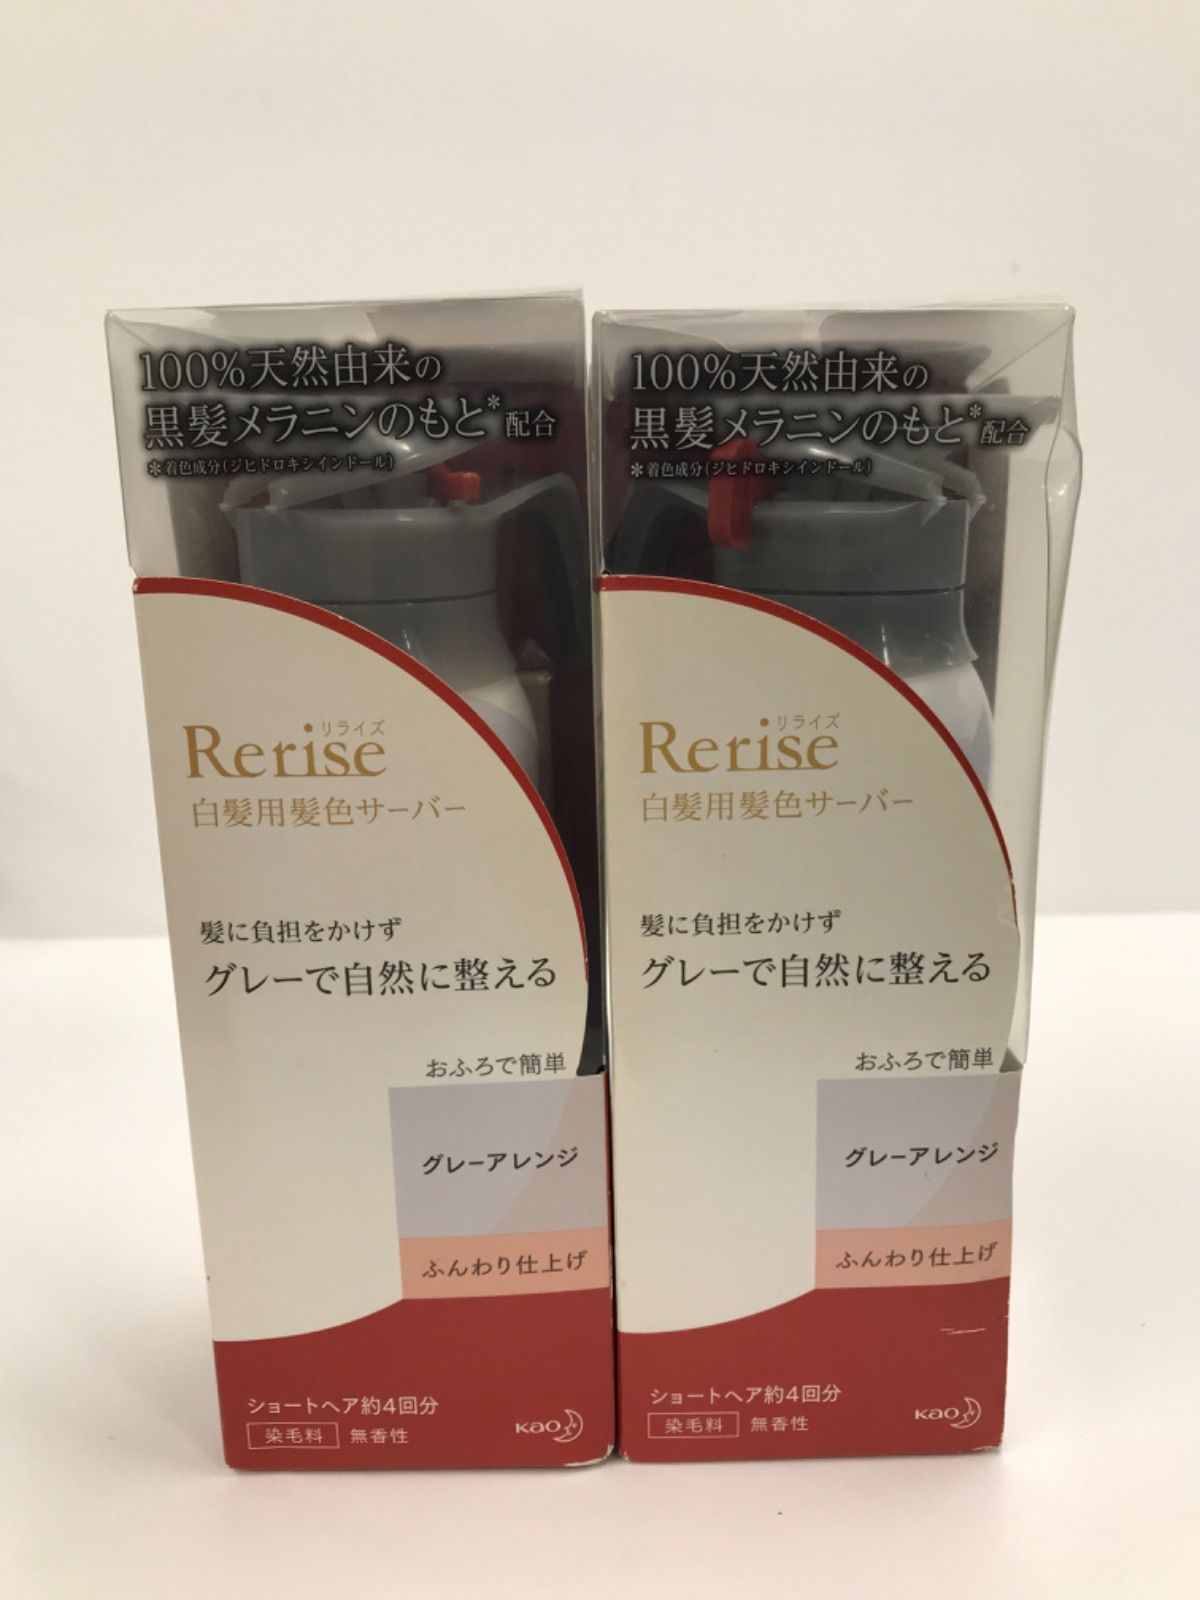 100%天然由来の
黒髪メラニンのもと*配合
*着色成分(ジヒドロキシインドール)
リライズ
Rerise
白髪用髪色サーバー
髪に負担をかけず
グレーで自然に整える
おふろで簡単
グレーアレンジ
ふんわり仕上げ
ショートヘア約4回分
染毛料 無香性
Kao
100%天然由来の
黒髪メラニンのもと*配合
*着色成分(ジヒドロキシインドール)
リライズ
Rerise
白髪用髪色サーバー
髪に負担をかけず
グレーで自然に整える
おふろで簡単
グレーアレンジ
ふんわり仕上げ
ショートヘア約4回分
染毛料 無香性
Kao